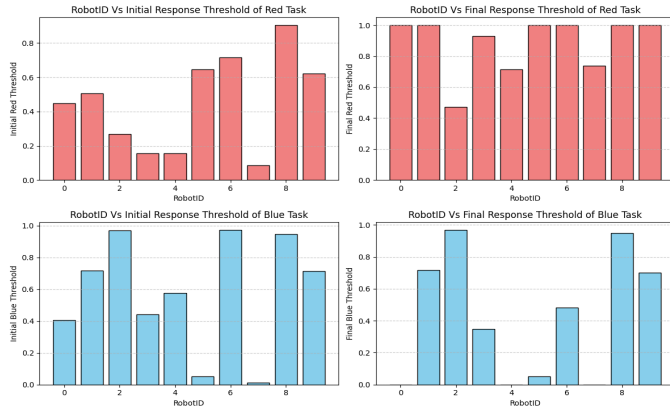 RobotID Vs Initial Response Threshold of Red Task
Initial Red Threshold
0.8
0.6
0.4
0.2
0.0
0 2 4 6 8
RobotID
RobotID Vs Final Response Threshold of Red Task
Final Red Threshold
1.0
0.8
0.6
0.4
0.2
0.0
0 2 4 6 8
RobotID
RobotID Vs Initial Response Threshold of Blue Task
Initial Blue Threshold
1.0
0.8
0.6
0.4
0.2
0.0
0 2 4 6 8
RobotID
RobotID Vs Final Response Threshold of Blue Task
Final Blue Threshold
1.0
0.8
0.6
0.4
0.2
0.0
0 2 4 6 8
RobotID